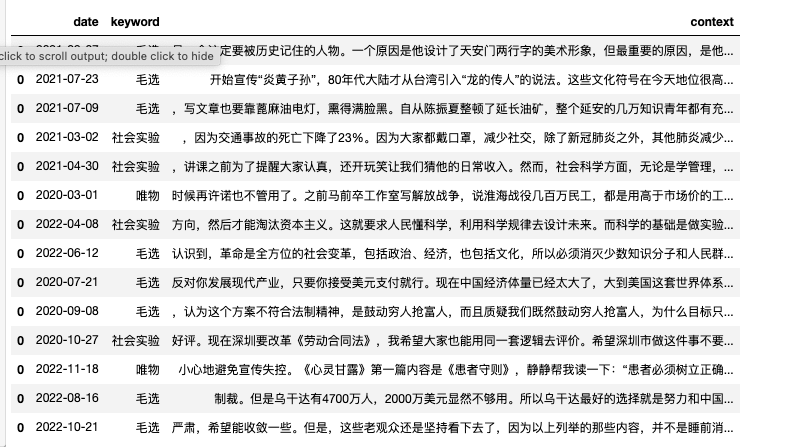 date keyword context
定要被历史记住的人物。一个原因是他设计了天安门两行字的美术形象，但最重要的原因，是他...
click to scroll output; double click to hide
0 2021-07-23 毛选 开始宣传“炎黄子孙”，80年代大陆才从台湾引入“龙的传人”的说法。这些文化符号在今天地位很高...
0 2021-07-09 毛选 ，写文章也要靠蓖麻油电灯，熏得满脸黑。自从陈振夏整顿了延长油矿，整个延安的几万知识青年都有充...
0 2021-03-02 社会实验 ，因为交通事故的死亡下降了23%。因为大家都戴口罩，减少社交，除了新冠肺炎之外，其他肺炎减少...
0 2021-04-30 社会实验 ，讲课之前为了提醒大家认真，还开玩笑让我们猜他的日常收入。然而，社会科学方面，无论是学管理，...
0 2020-03-01 唯物 时候再许诺也不管用了。之前马前卒工作室写解放战争，说淮海战役几百万民工，都是用高于市场价的工...
0 2022-04-08 社会实验 方向，然后才能淘汰资本主义。这就要求人民懂科学，利用科学规律去设计未来。而科学的基础是做实验...
0 2022-06-12 毛选 认识到，革命是全方位的社会变革，包括政治、经济，也包括文化，所以必须消灭少数知识分子和人民群...
0 2020-07-21 毛选 反对你发展现代产业，只要你接受美元支付就行。现在中国经济体量已经太大了，大到美国这套世界体系...
0 2020-09-08 毛选 ，认为这个方案不符合法制精神，是鼓动穷人抢富人，而且质疑我们既然鼓动穷人抢富人，为什么目标只...
0 2020-10-27 社会实验 好评。现在深圳要改革《劳动合同法》，我希望大家也能用同一套逻辑去评价。希望深圳市做这件事不要...
0 2022-11-18 唯物 小心地避免宣传失控。《心灵甘露》第一篇内容是《患者守则》，静静帮我读一下：“患者必须树立正确...
0 2022-08-16 毛选 制裁。但是乌干达有4700万人，2000万美元显然不够用。所以乌干达最好的选择就是努力和中国...
0 2022-10-21 毛选 严肃，希望能收敛一些。但是，这些老观众还是坚持看下去了，因为以上列举的那些内容，并不是睡前消...